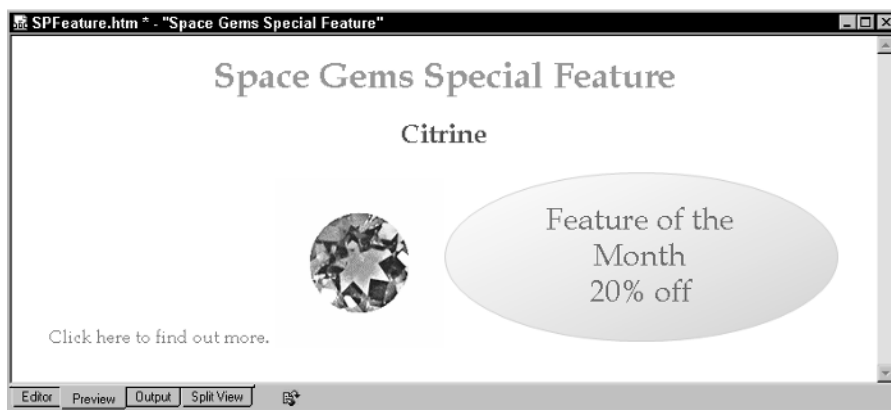 SPFeature.htm * - "Space Gems Special Feature"
Space Gems Special Feature
Citrine
Feature of the
Month
20% off
Click here to find out more.
Editor Preview Output Split View